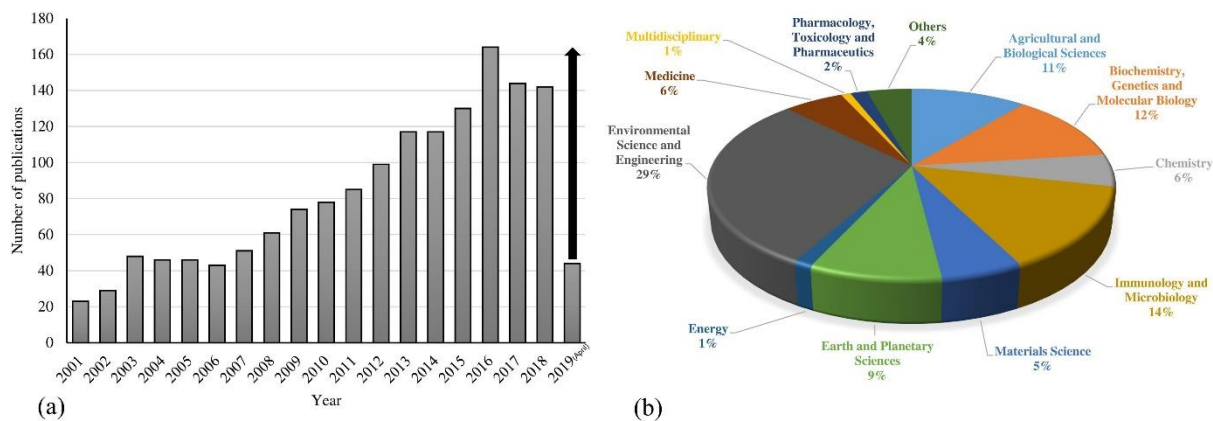 180
160
140
120
100
80
60
40
20
0
Number of publications
2001
2002
2003
2004
2005
2006
2007
2008
2009
2010
2011
2012
2013
2014
2015
2016
2017
2018
2019(April)
Year
(a)
Pharmacology,
Toxicology and
Pharmaceutics
2%
Others
4%
Multidisciplinary
1%
Agricultural and
Biological Sciences
11%
Medicine
6%
Biochemistry,
Genetics and
Molecular Biology
12%
Environmental
Science and
Engineering
29%
Chemistry
6%
Immunology and
Microbiology
14%
Energy
1%
Earth and Planetary
Sciences
9%
Materials Science
5%
(b)